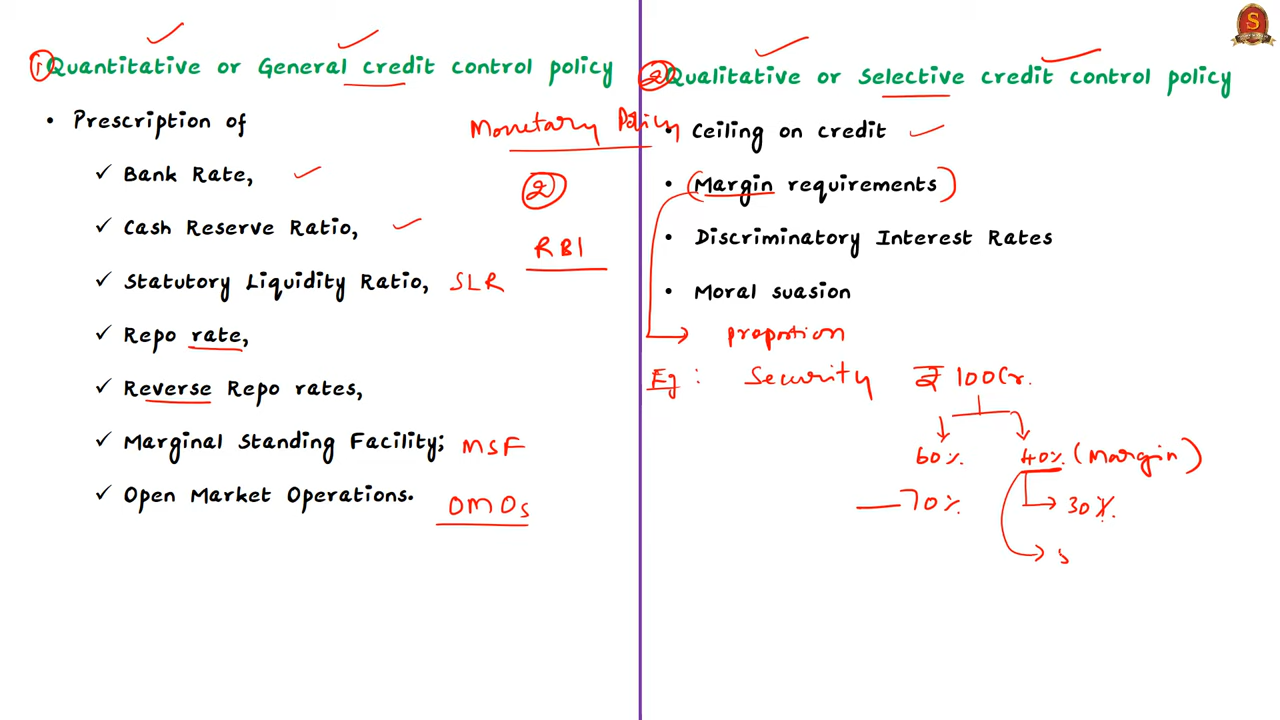 ① Quantitative or General credit control policy
• Prescription of
✓ Bank Rate,
✓ Cash Reserve Ratio,
✓ Statutory Liquidity Ratio, SLR
✓ Repo rate,
✓ Reverse Repo rates,
✓ Marginal Standing Facility; MSF
✓ Open Market Operations. OMOs
Monetary Policy
②
RBI
② Qualitative or Selective credit control policy
• Ceiling on credit
• (Margin requirements)
• Discriminatory Interest Rates
• Moral suasion
proportion
Eg: Security ₹ 100Cr.
60% 40% (Margin)
70% 30%
S